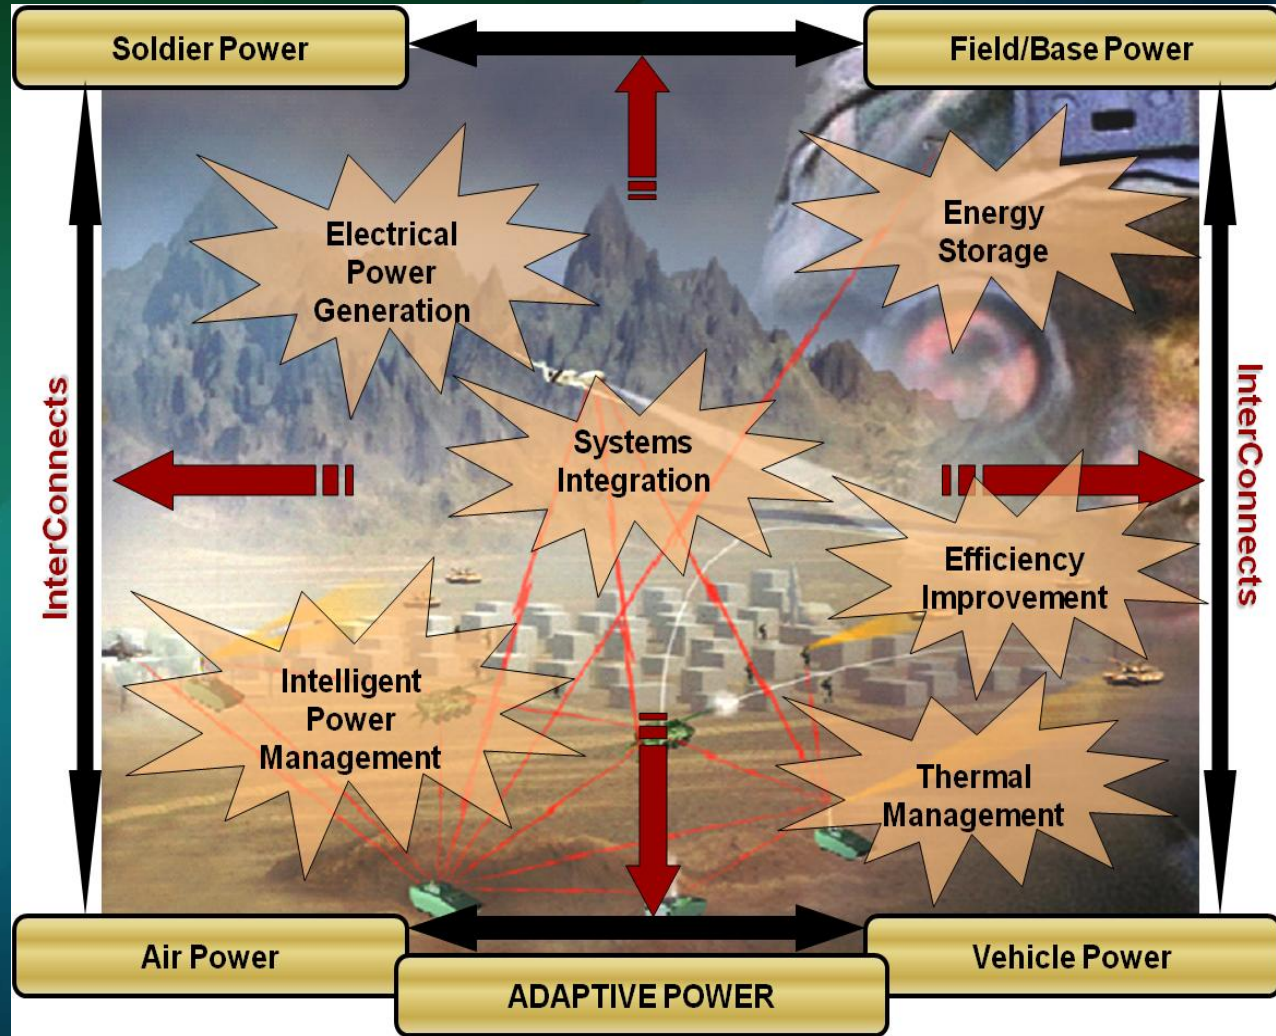 Soldier Power
Field/Base Power
Electrical
Power
Generation
Energy
Storage
InterConnects
Systems
Integration
InterConnects
Efficiency
Improvement
Intelligent
Power
Management
Thermal
Management
Air Power
Vehicle Power
ADAPTIVE POWER